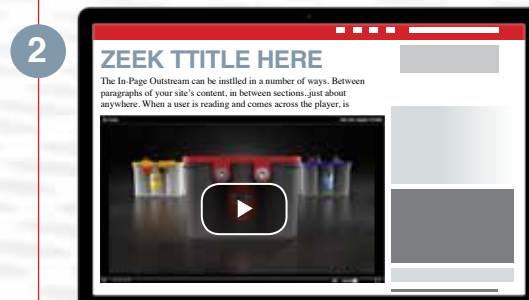 2
ZEEK TTITLE HERE
The In-Page Outstream can be instlled in a number of ways. Between
paragraphs of your site's content, in between sections..just about
anywhere. When a user is reading and comes across the player, is